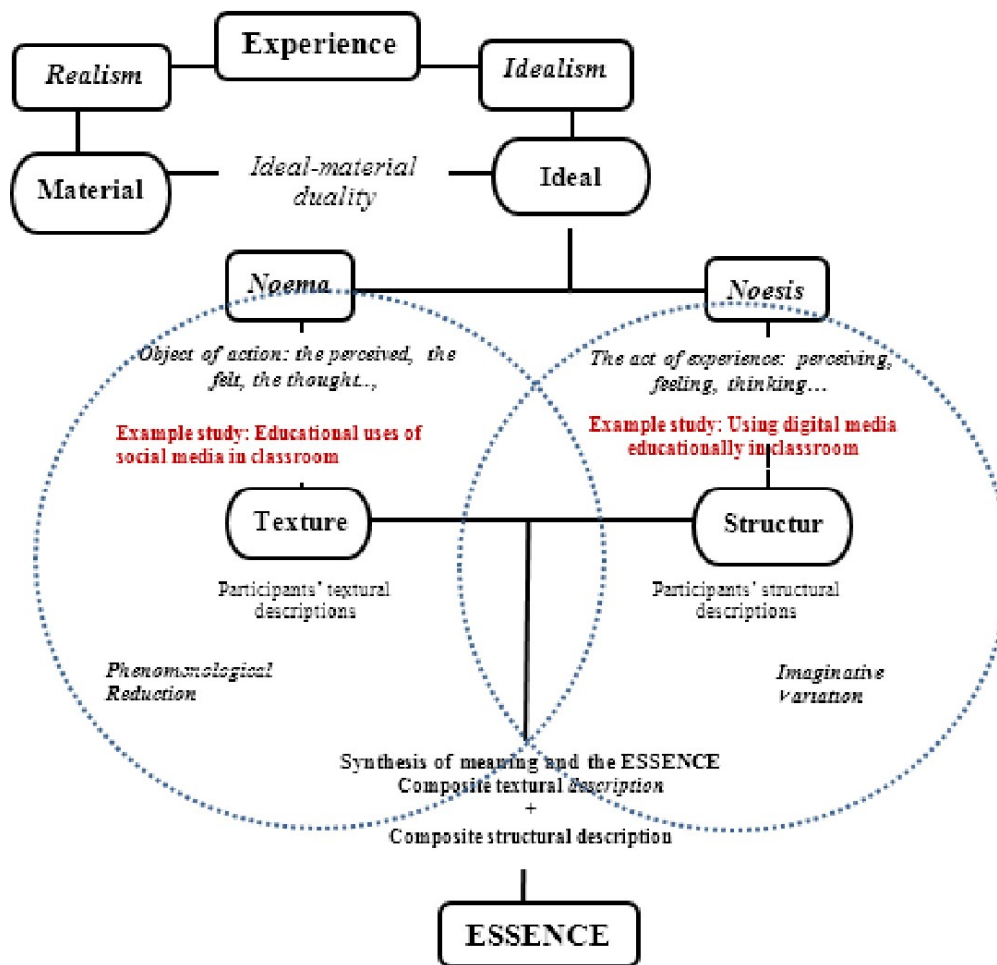 Experience
Realism
Idealism
Material
Ideal-material
duality
Ideal
Noema
Noesis
Object of action: the perceived, the
felt, the thought..,
The act of experience: perceiving,
feeling, thinking...
Example study: Educational uses of
social media in classroom
Example study: Using digital media
educationally in classroom
Texture
Structur
Participants' textural
descriptions
Participants' structural
descriptions
Phenomonological
Reduction
Imaginative
Variation
Synthesis of meaning and the ESSENCE
Composite textural description
+
Composite structural description
ESSENCE